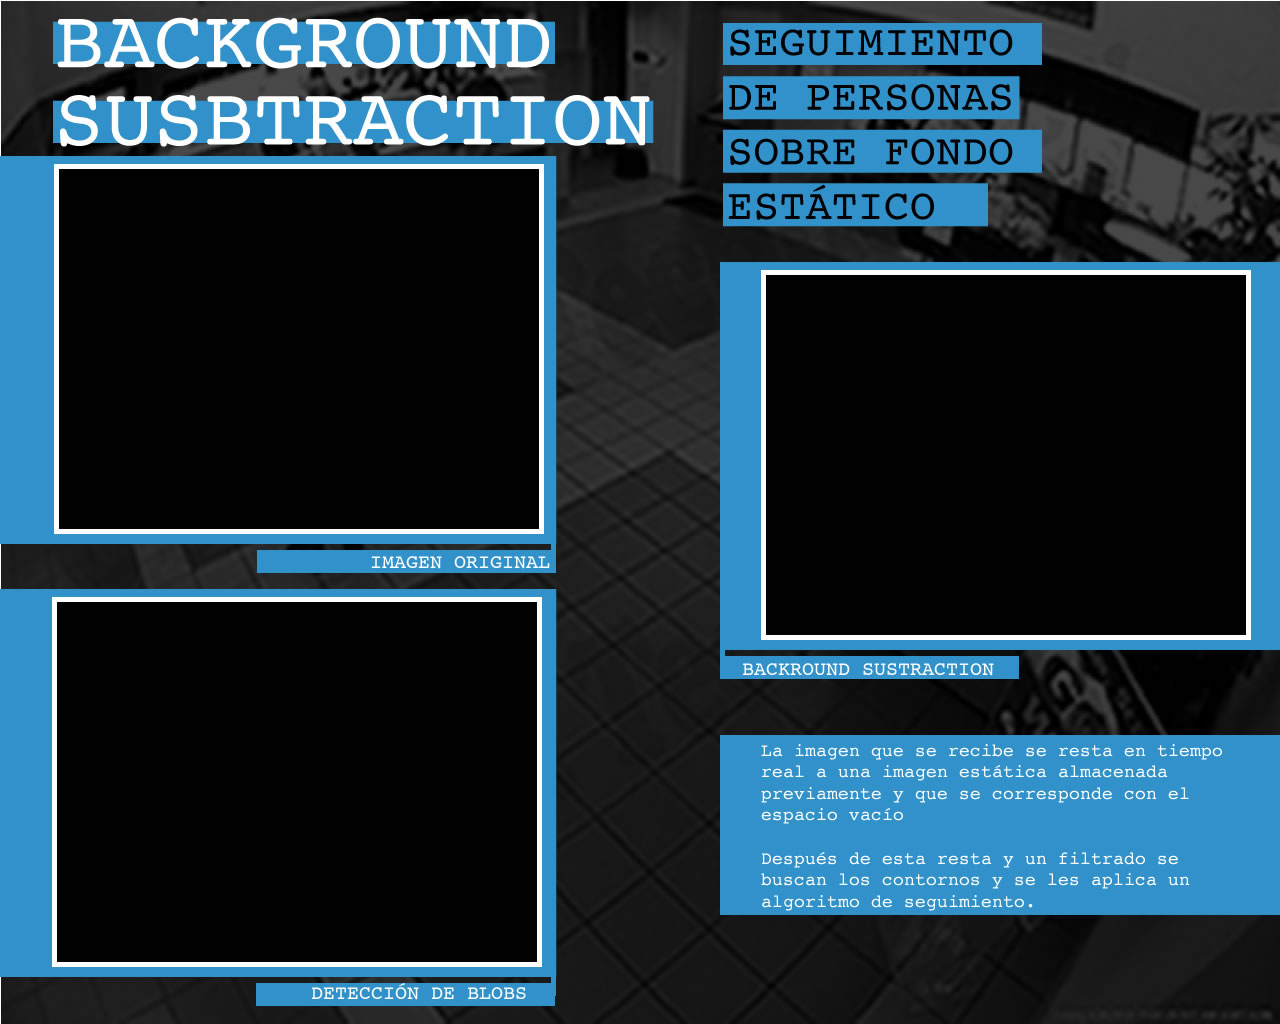 BACKGROUND
SUSBTRACTION
SEGUIMIENTO
DE PERSONAS
SOBRE FONDO
ESTÁTICO
IMAGEN ORIGINAL
BACKROUND SUSTRACTION
La imagen que se recibe se resta en tiempo
real a una imagen estática almacenada
previamente y que se corresponde con el
espacio vacío
Después de esta resta y un filtrado se
buscan los contornos y se les aplica un
algoritmo de seguimiento.
DETECCIÓN DE BLOBS